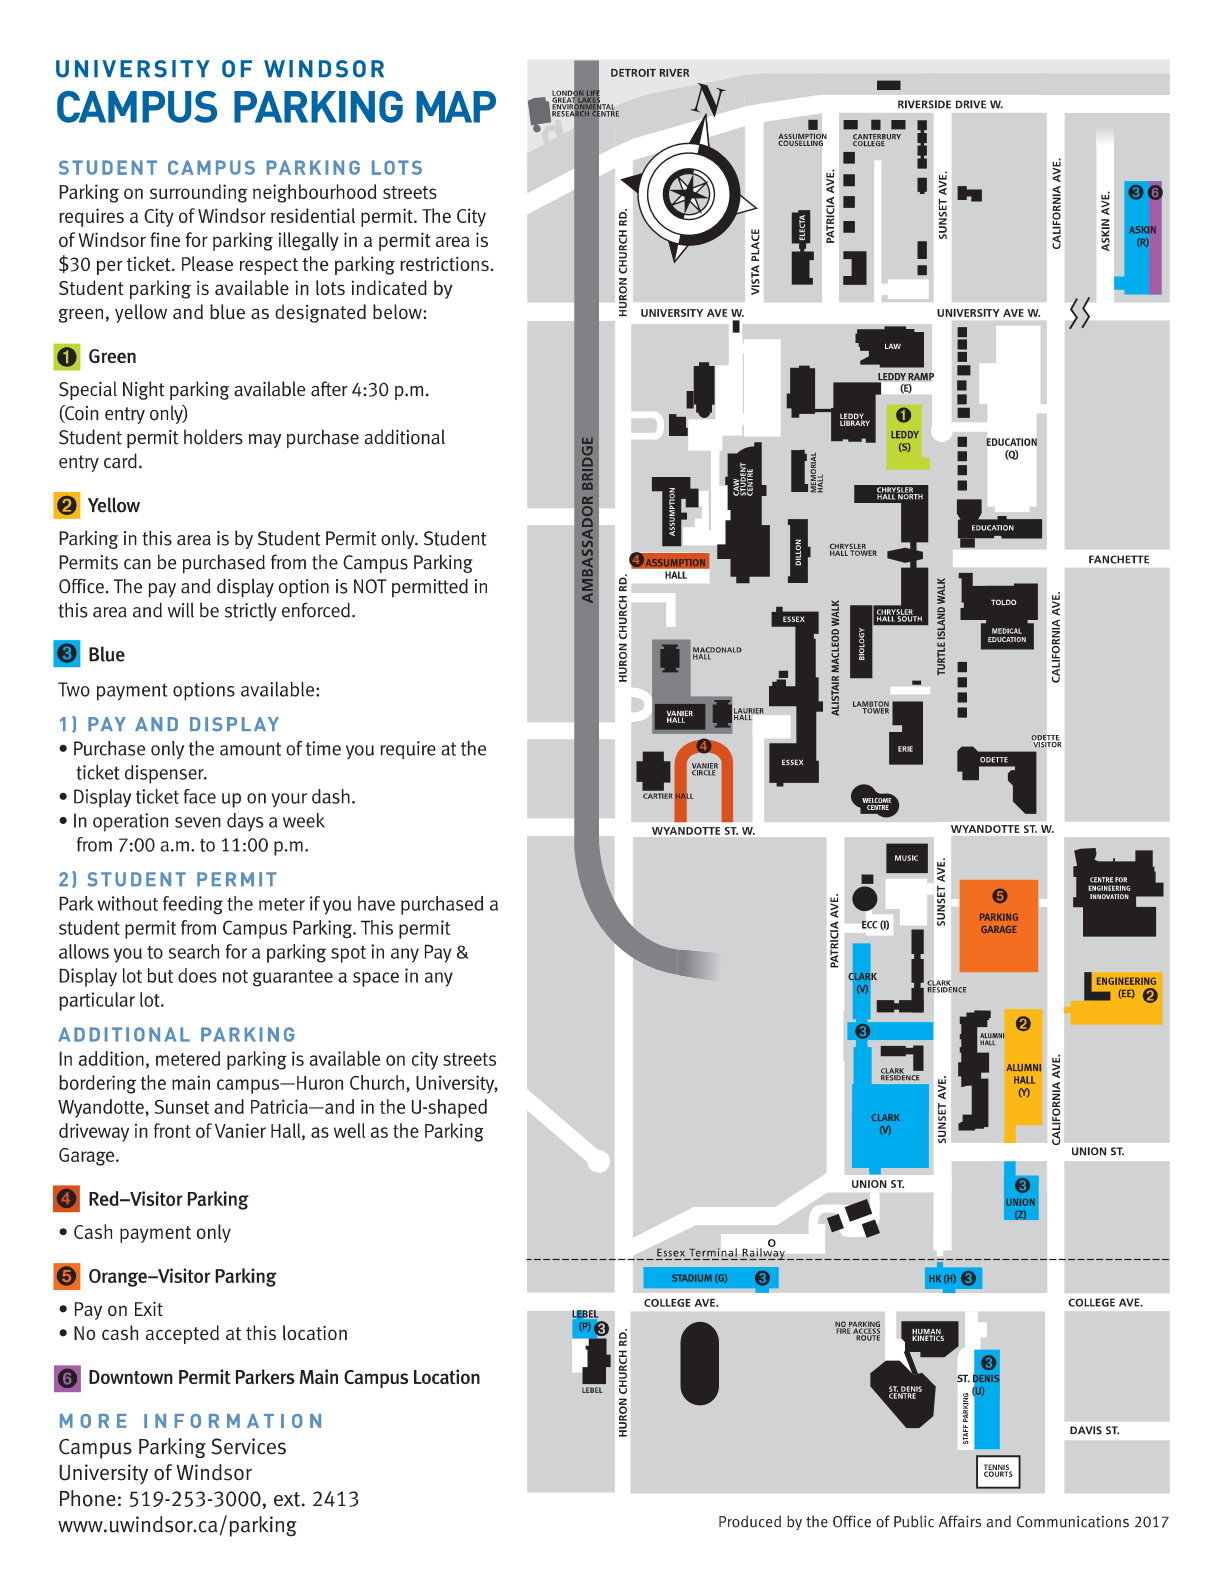 UNIVERSITY OF WINDSOR
CAMPUS PARKING MAP
STUDENT CAMPUS PARKING LOTS
Parking on surrounding neighbourhood streets
requires a City of Windsor residential permit. The City
of Windsor fine for parking illegally in a permit area is
$30 per ticket. Please respect the parking restrictions.
Student parking is available in lots indicated by
green, yellow and blue as designated below:
1 Green
Special Night parking available after 4:30 p.m.
(Coin entry only)
Student permit holders may purchase additional
entry card.
2 Yellow
Parking in this area is by Student Permit only. Student
Permits can be purchased from the Campus Parking
Office. The pay and display option is NOT permitted in
this area and will be strictly enforced.
3 Blue
Two payment options available:
1) PAY AND DISPLAY
• Purchase only the amount of time you require at the
ticket dispenser.
• Display ticket face up on your dash.
• In operation seven days a week
from 7:00 a.m. to 11:00 p.m.
2) STUDENT PERMIT
Park without feeding the meter if you have purchased a
student permit from Campus Parking. This permit
allows you to search for a parking spot in any Pay &
Display lot but does not guarantee a space in any
particular lot.
ADDITIONAL PARKING
In addition, metered parking is available on city streets
bordering the main campus—Huron Church, University,
Wyandotte, Sunset and Patricia—and in the U-shaped
driveway in front of Vanier Hall, as well as the Parking
Garage.
4 Red–Visitor Parking
• Cash payment only
5 Orange–Visitor Parking
• Pay on Exit
• No cash accepted at this location
6 Downtown Permit Parkers Main Campus Location
MORE INFORMATION
Campus Parking Services
University of Windsor
Phone: 519-253-3000, ext. 2413
www.uwindsor.ca/parking
DETROIT RIVER
LONDON LIFE
GREAT LAKES
ENVIRONMENTAL
RESEARCH CENTRE
N
RIVERSIDE DRIVE W.
ASSUMPTION
COUSELLING
CANTERBURY
COLLEGE
HURON CHURCH RD.
VISTA PLACE
ELECTA
PATRICIA AVE.
SUNSET AVE.
CALIFORNIA AVE.
ASKIN AVE.
3 6
ASKIN
(R)
UNIVERSITY AVE W.
UNIVERSITY AVE W.
LAW
LEDDY RAMP
(E)
LEDDY
LIBRARY
1
LEDDY
(S)
EDUCATION
(Q)
AMBASSADOR BRIDGE
ASSUMPTION
CAW
STUDENT
CENTRE
MEMORIAL
HALL
CHRYSLER
HALL NORTH
EDUCATION
DILLON
CHRYSLER
HALL TOWER
4 ASSUMPTION
HALL
FANCHETTE
HURON CHURCH RD.
ESSEX
ALISTAIR MACLEOD WALK
BIOLOGY
CHRYSLER
HALL SOUTH
TURTLE ISLAND WALK
TOLDO
MEDICAL
EDUCATION
CALIFORNIA AVE.
MACDONALD
HALL
VANIER
HALL
LAURIER
HALL
LAMBTON
TOWER
ERIE
ODETTE
VISITOR
ODETTE
4
VANIER
CIRCLE
ESSEX
CARTIER HALL
WELCOME
CENTRE
WYANDOTTE ST. W.
WYANDOTTE ST. W.
MUSIC
PATRICIA AVE.
SUNSET AVE.
ECC (I)
5
PARKING
GARAGE
CENTRE FOR
ENGINEERING
INNOVATION
CLARK
(V)
CLARK
RESIDENCE
ENGINEERING
(EE) 2
3
ALUMNI
HALL
2
ALUMNI
HALL
(Y)
CLARK
RESIDENCE
CLARK
(V)
SUNSET AVE.
CALIFORNIA AVE.
UNION ST.
UNION ST.
3
UNION
(Z)
O
Essex Terminal Railway
STADIUM (G) 3
HK (H) 3
COLLEGE AVE.
COLLEGE AVE.
LEBEL
(P) 3
LEBEL
HURON CHURCH RD.
NO PARKING
FIRE ACCESS
ROUTE
HUMAN
KINETICS
ST. DENIS
CENTRE
3
ST. DENIS
(U)
STAFF PARKING
DAVIS ST.
TENNIS
COURTS
Produced by the Office of Public Affairs and Communications 2017